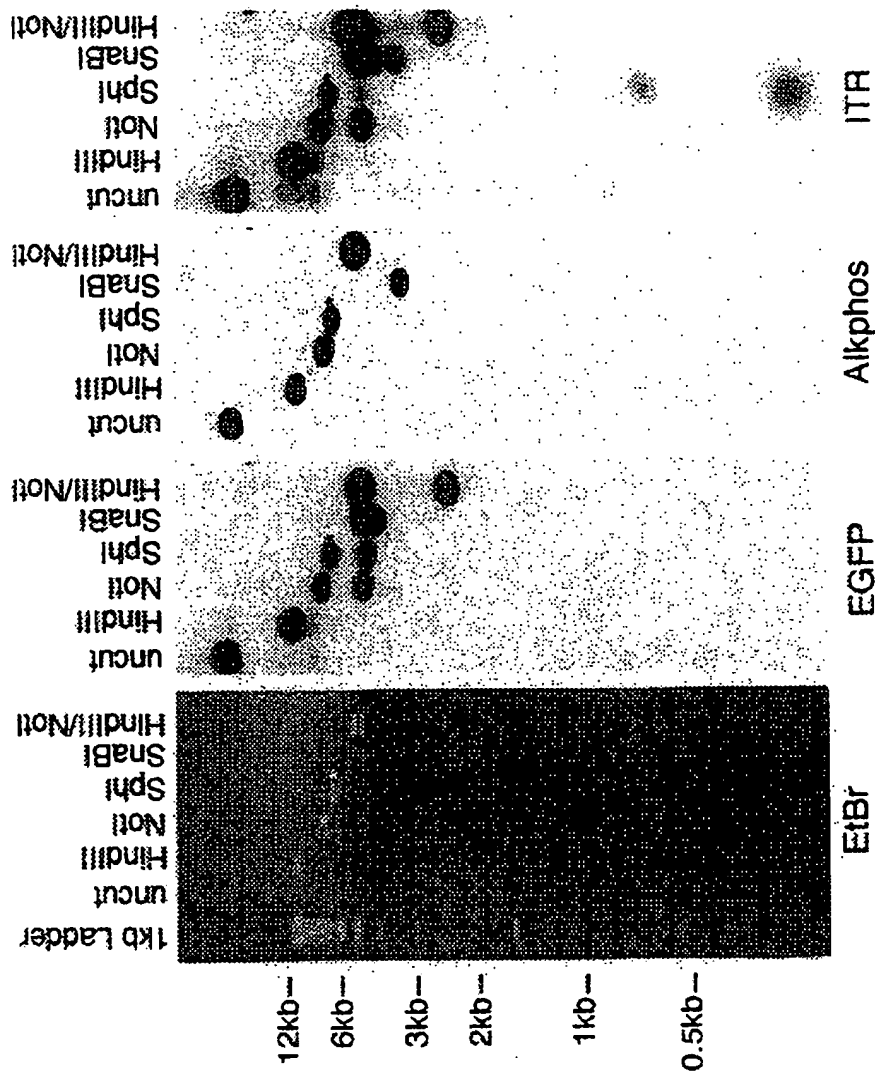 1kb Ladder
uncut
HindIII
NotI
SphI
SnaBI
HindIII/NotI
uncut
HindIII
NotI
SphI
SnaBI
HindIII/NotI
uncut
HindIII
NotI
SphI
SnaBI
HindIII/NotI
uncut
HindIII
NotI
SphI
SnaBI
HindIII/NotI
12kb–
6kb–
3kb–
2kb–
1kb–
0.5kb–
EtBr
EGFP
Alkphos
ITR